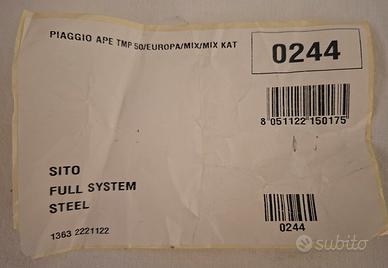 PIAGGIO APE TMP 50/EUROPA/MIX/MIX KAT
0244
8 051122 150175
SITO
FULL SYSTEM
STEEL
0244
1363 2221122
subito